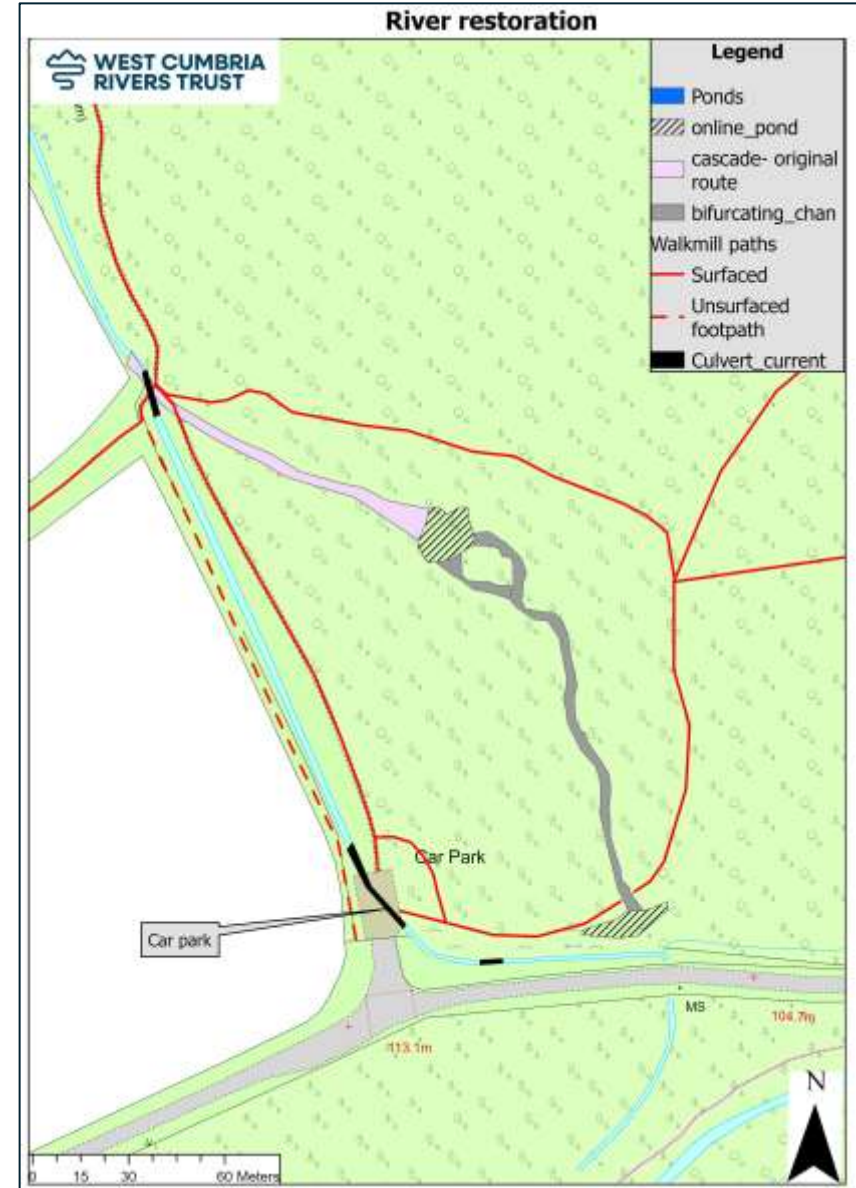 River restoration
WEST CUMBRIA
RIVERS TRUST
Legend
Ponds
online_pond
cascade- original
route
bifurcating_chan
Walkmill paths
Surfaced
Unsurfaced
footpath
Culvert_current
Car Park
Car park
MS
104.7m
113.1m
N
0 15 30 60 Meters